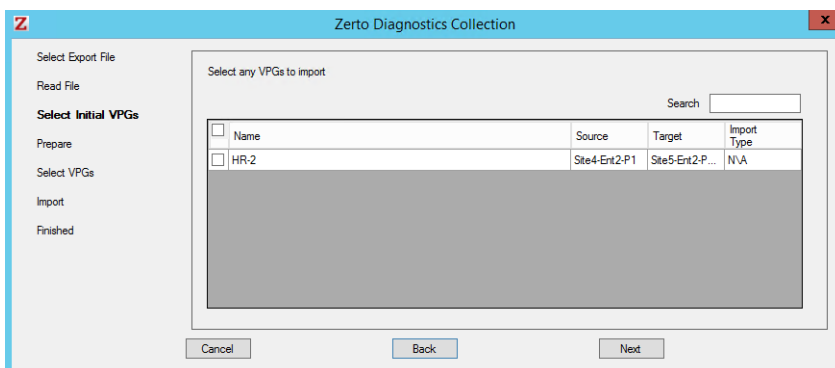 Z
Zerto Diagnostics Collection
x
Select Export File
Read File
Select Initial VPGs
Prepare
Select VPGs
Import
Finished
Select any VPGs to import
Search
Name Source Target Import Type
HR-2 Site4-Ent2-P1 Site5-Ent2-P... N\A
Cancel Back Next